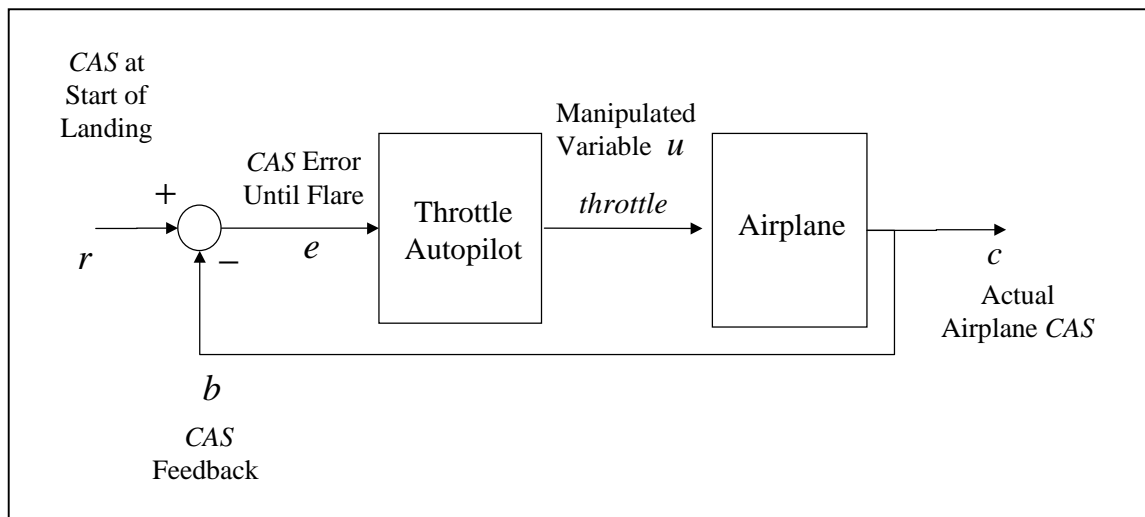 CAS at
Start of
Landing
+
r
−
CAS Error
Until Flare
e
Throttle
Autopilot
Manipulated
Variable u
throttle
Airplane
c
Actual
Airplane CAS
b
CAS
Feedback